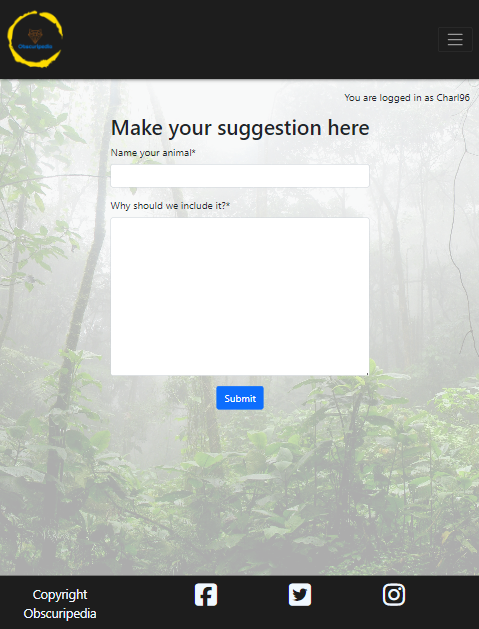 Obscuripedia
You are logged in as Charl96
Make your suggestion here
Name your animal*
Why should we include it?*
Submit
Copyright
Obscuripedia